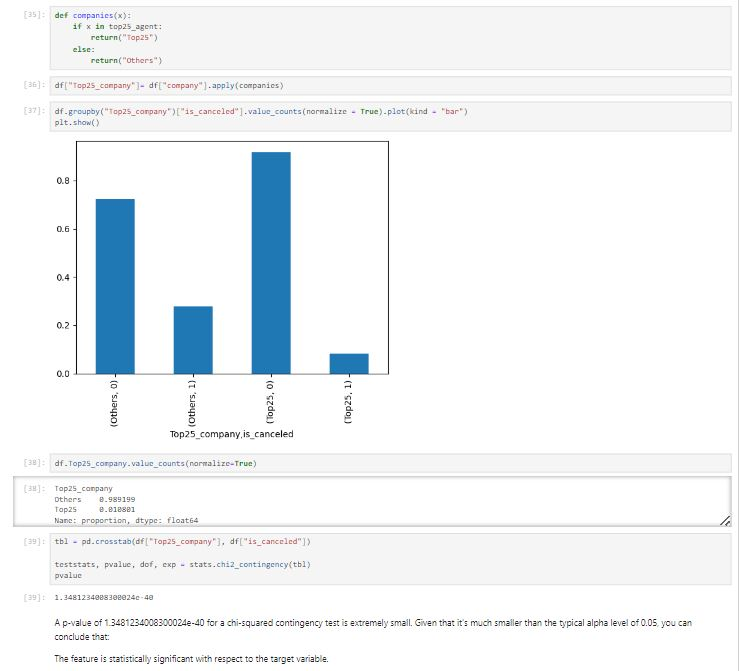 [35]: def companies(x):
if x in top25_agent:
return("Top25")
else:
return("Others")
[36]: df["Top25_company"]= df["company"].apply(companies)
[37]: df.groupby("Top25_company")["is_canceled"].value_counts(normalize = True).plot(kind = "bar")
plt.show()
0.8
0.6
0.4
0.2
0.0
(Others, 0)
(Others, 1)
(Top25, 0)
(Top25, 1)
Top25_company,is_canceled
[38]: df.Top25_company.value_counts(normalize=True)
[38]: Top25_company
Others 0.989199
Top25 0.010801
Name: proportion, dtype: float64
[39]: tbl = pd.crosstab(df["Top25_company"], df["is_canceled"])
teststats, pvalue, dof, exp = stats.chi2_contingency(tbl)
pvalue
[39]: 1.3481234008300024e-40
A p-value of 1.3481234008300024e-40 for a chi-squared contingency test is extremely small. Given that it's much smaller than the typical alpha level of 0.05, you can
conclude that:
The feature is statistically significant with respect to the target variable.